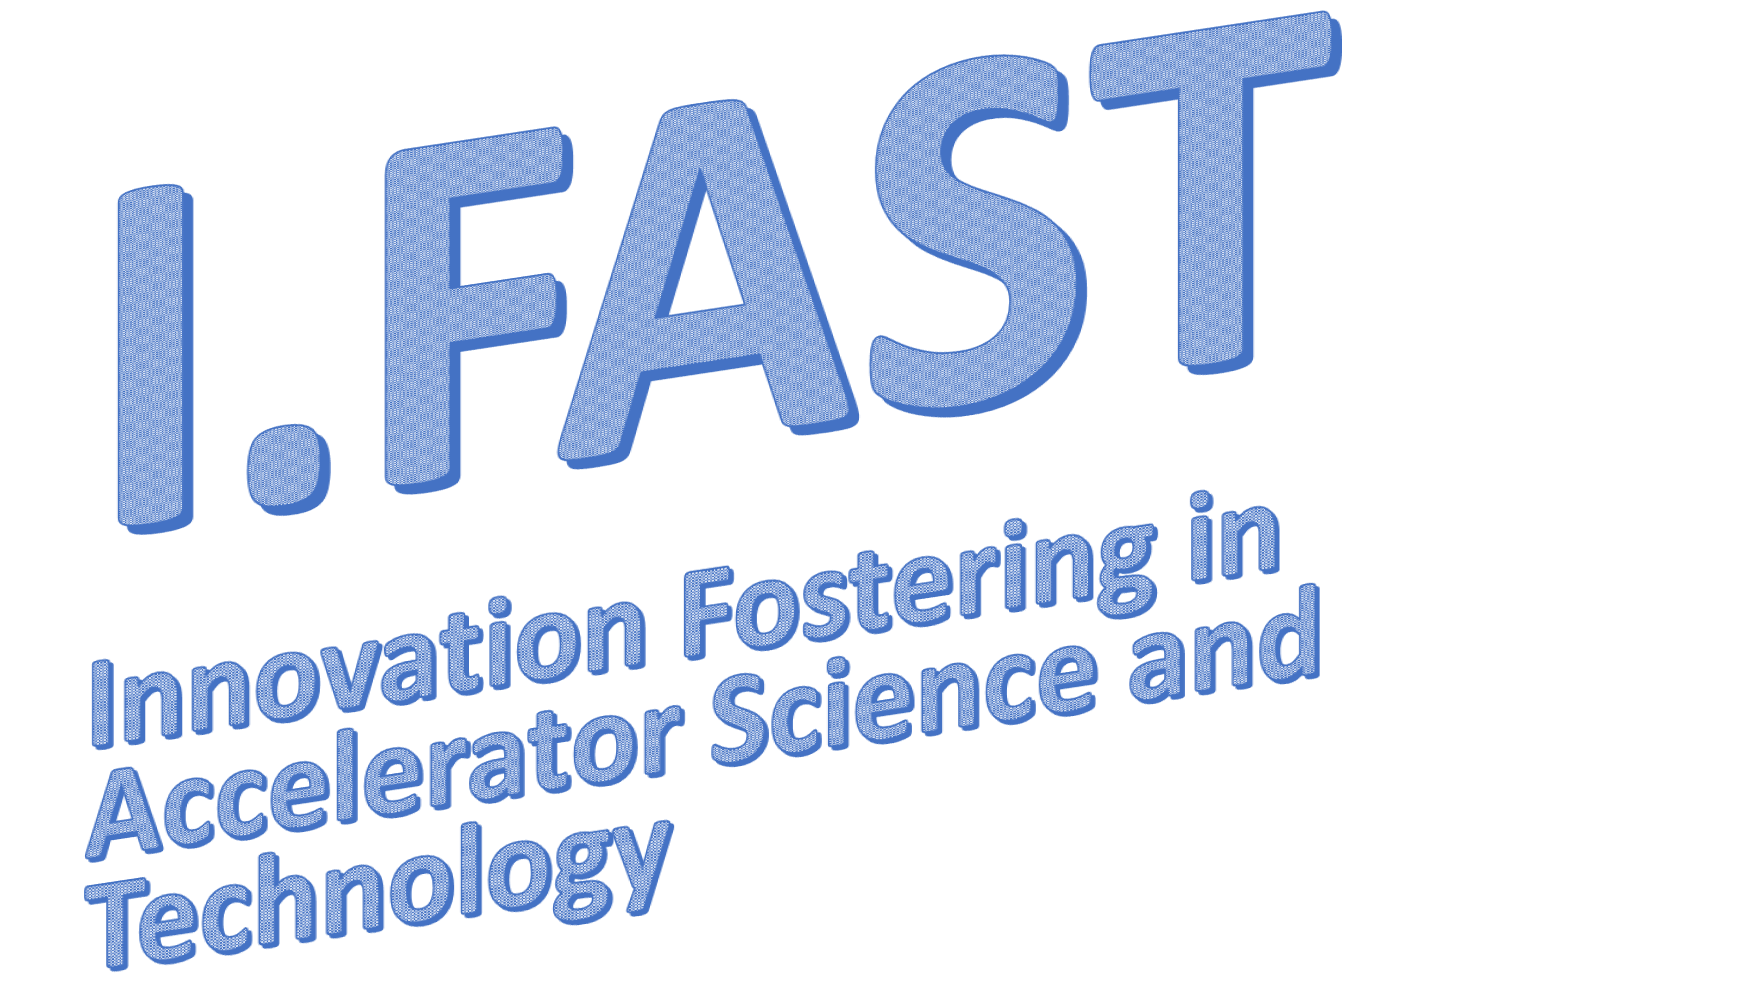 I.FAST
Innovation Fostering in
Accelerator Science and
Technology